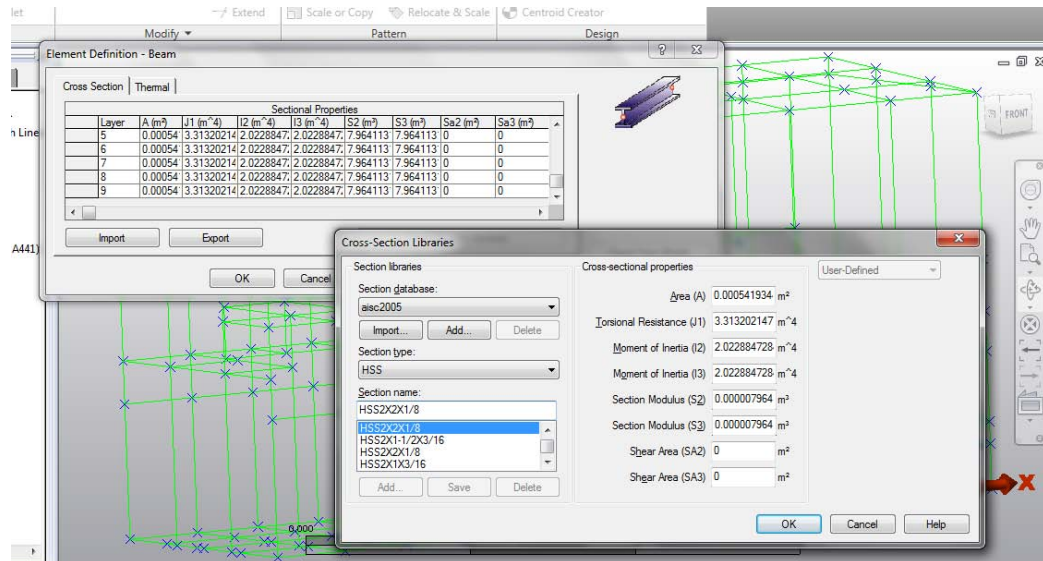 let
Extend
Scale or Copy
Relocate & Scale
Centroid Creator
Modify
Pattern
Design
Element Definition - Beam
Cross Section
Thermal
Sectional Properties
Layer A (m²) J1 (m^4) I2 (m^4) I3 (m^4) S2 (m³) S3 (m³) Sa2 (m²) Sa3 (m²)
5 0.00054 3.3132021 2.0228847 2.0228847 7.964113 7.964113 0 0
6 0.00054 3.3132021 2.0228847 2.0228847 7.964113 7.964113 0 0
7 0.00054 3.3132021 2.0228847 2.0228847 7.964113 7.964113 0 0
8 0.00054 3.3132021 2.0228847 2.0228847 7.964113 7.964113 0 0
9 0.00054 3.3132021 2.0228847 2.0228847 7.964113 7.964113 0 0
Import
Export
OK
Cancel
n Line
A441)
FRONT
Cross-Section Libraries
Section libraries
Section database:
aisc2005
Import...
Add...
Delete
Section type:
HSS
Section name:
HSS2X2X1/8
HSS2X2X1/8
HSS2X1-1/2X3/16
HSS2X2X1/8
HSS2X1X3/16
Add...
Save
Delete
Cross-sectional properties
User-Defined
Area (A) 0.000541934 m²
Torsional Resistance (J1) 3.313202147 m^4
Moment of Inertia (I2) 2.022884728 m^4
Moment of Inertia (I3) 2.022884728 m^4
Section Modulus (S2) 0.000007964 m³
Section Modulus (S3) 0.000007964 m³
Shear Area (SA2) 0 m²
Shear Area (SA3) 0 m²
OK
Cancel
Help
X
0.000